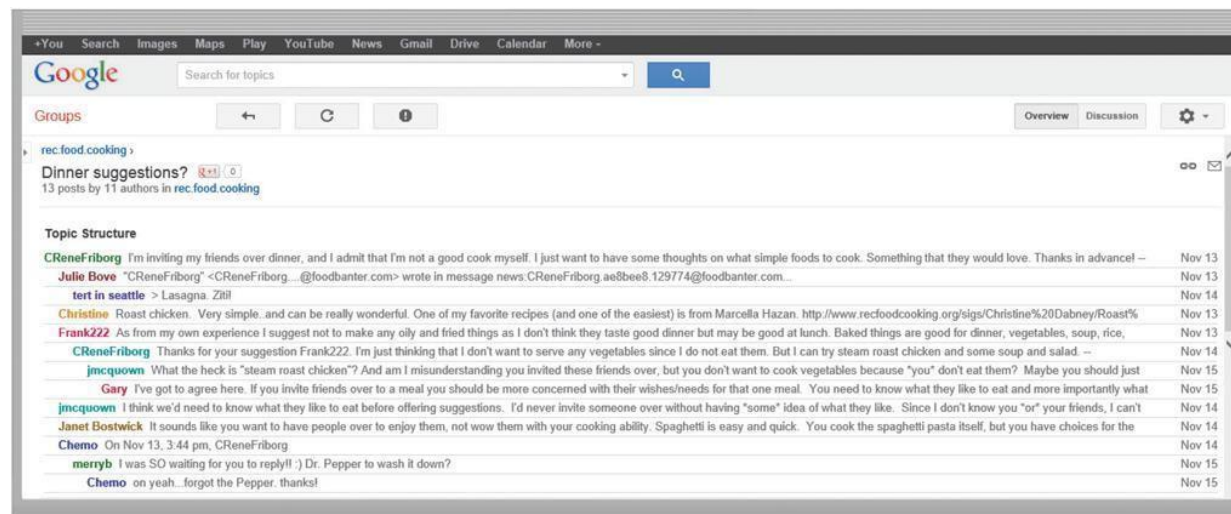 +You Search Images Maps Play YouTube News Gmail Drive Calendar More -
Google Search for topics
Groups Overview Discussion
rec.food.cooking ›
Dinner suggestions? +1 0
13 posts by 11 authors in rec.food.cooking
Topic Structure
CReneFriborg I'm inviting my friends over dinner, and I admit that I'm not a good cook myself. I just want to have some thoughts on what simple foods to cook. Something that they would love. Thanks in advance! -- Nov 13
Julie Bove "CReneFriborg" <CReneFriborg....@foodbanter.com> wrote in message news:CReneFriborg.ae8bee8.129774@foodbanter.com... Nov 13
tert in seattle > Lasagna. Ziti! Nov 14
Christine Roast chicken. Very simple..and can be really wonderful. One of my favorite recipes (and one of the easiest) is from Marcella Hazan. http://www.recfoodcooking.org/sigs/Christine%20Dabney/Roast% Nov 13
Frank222 As from my own experience I suggest not to make any oily and fried things as I don't think they taste good dinner but may be good at lunch. Baked things are good for dinner, vegetables, soup, rice, Nov 13
CReneFriborg Thanks for your suggestion Frank222. I'm just thinking that I don't want to serve any vegetables since I do not eat them. But I can try steam roast chicken and some soup and salad. -- Nov 14
jmcquown What the heck is "steam roast chicken"? And am I misunderstanding you invited these friends over, but you don't want to cook vegetables because *you* don't eat them? Maybe you should just Nov 15
Gary I've got to agree here. If you invite friends over to a meal you should be more concerned with their wishes/needs for that one meal. You need to know what they like to eat and more importantly what Nov 15
jmcquown I think we'd need to know what they like to eat before offering suggestions. I'd never invite someone over without having *some* idea of what they like. Since I don't know you *or* your friends, I can't Nov 14
Janet Bostwick It sounds like you want to have people over to enjoy them, not wow them with your cooking ability. Spaghetti is easy and quick. You cook the spaghetti pasta itself, but you have choices for the Nov 14
Chemo On Nov 13, 3:44 pm, CReneFriborg Nov 14
merryb I was SO waiting for you to reply!! :) Dr. Pepper to wash it down? Nov 15
Chemo on yeah...forgot the Pepper. thanks! Nov 15